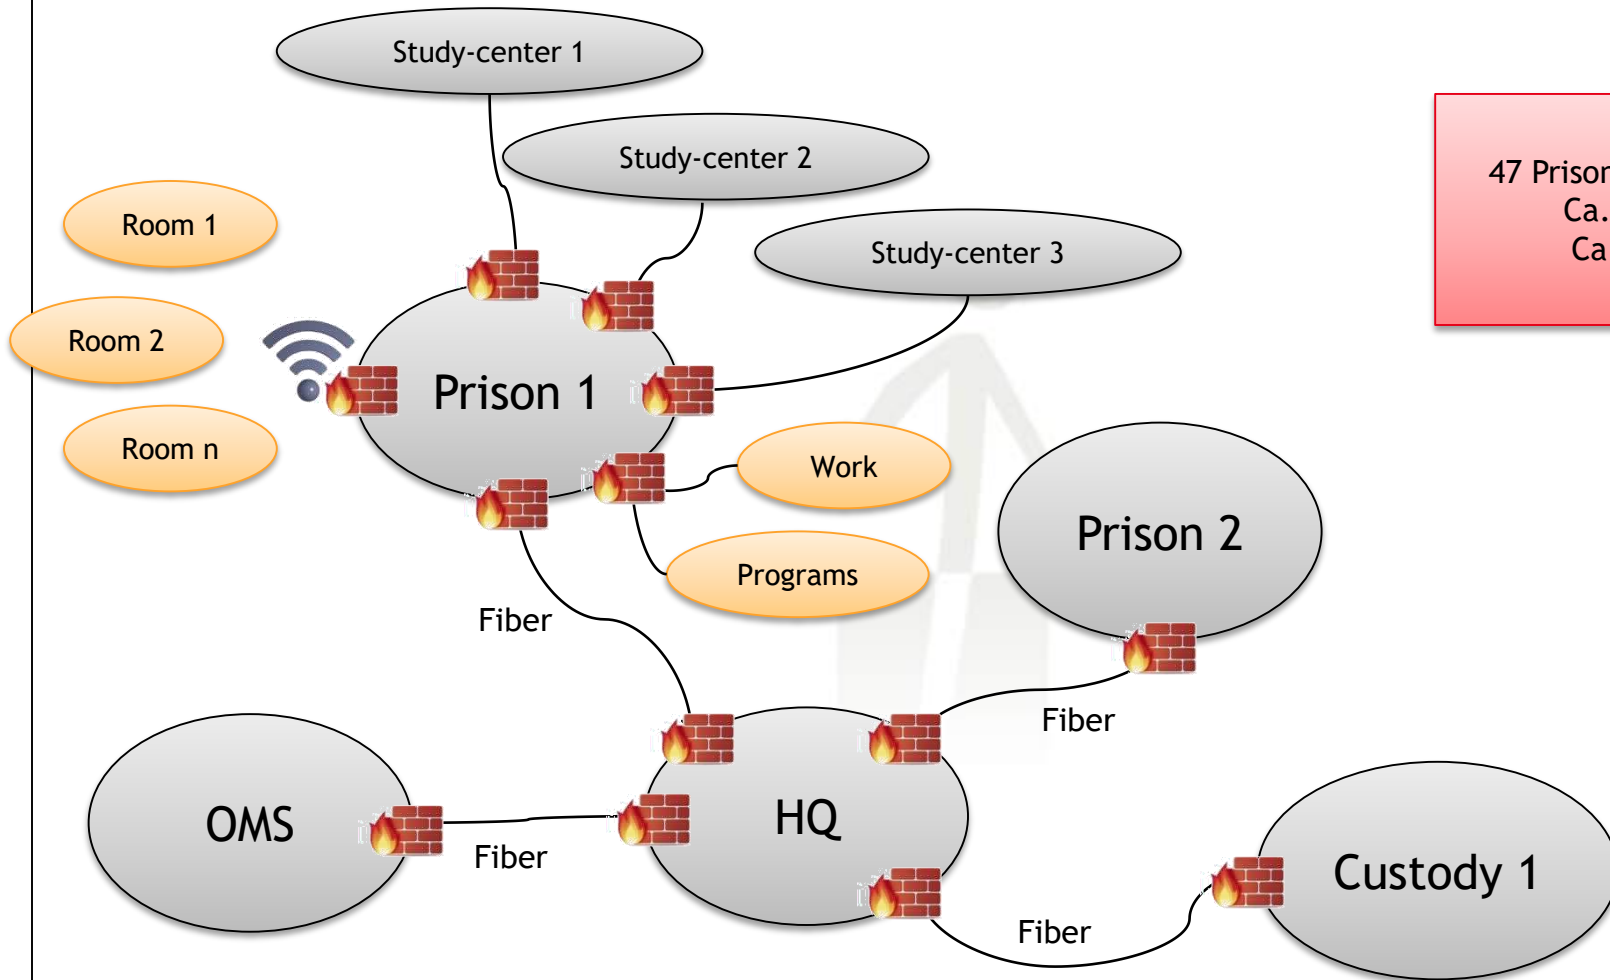 Study-center 1
Study-center 2
47 Prison
Ca.
Ca
Room 1
Study-center 3
Room 2
Prison 1
Room n
Work
Prison 2
Programs
Fiber
Fiber
OMS
HQ
Fiber
Custody 1
Fiber